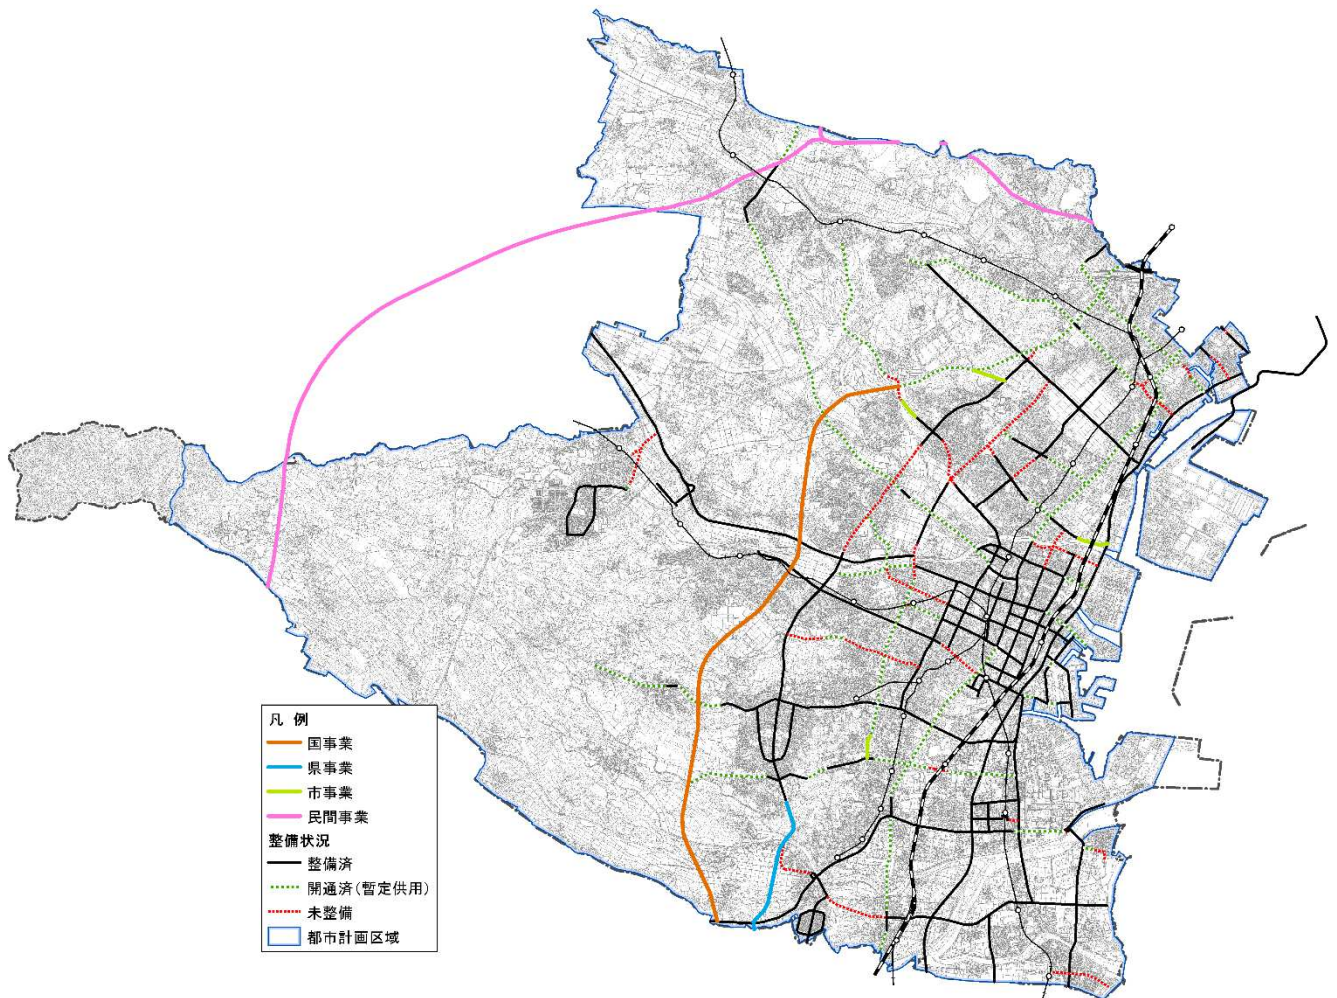 凡 例
国事業
県事業
市事業
民間事業
整備状況
整備済
開通済(暫定供用)
未整備
都市計画区域